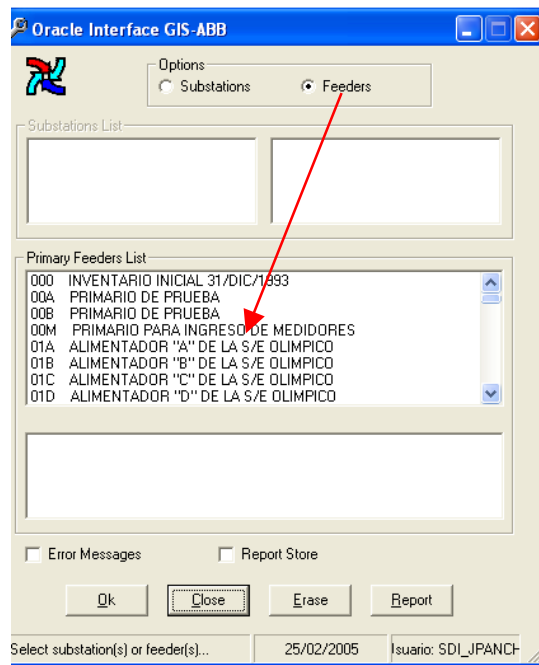 Oracle Interface GIS-ABB
Options
Substations Feeders
Substations List
Primary Feeders List
000 INVENTARIO INICIAL 31/DIC/1993
00A PRIMARIO DE PRUEBA
00B PRIMARIO DE PRUEBA
00M PRIMARIO PARA INGRESO DE MEDIDORES
01A ALIMENTADOR "A" DE LA S/E OLIMPICO
01B ALIMENTADOR "B" DE LA S/E OLIMPICO
01C ALIMENTADOR "C" DE LA S/E OLIMPICO
01D ALIMENTADOR "D" DE LA S/E OLIMPICO
Error Messages Report Store
Ok Close Erase Report
Select substation(s) or feeder(s)... 25/02/2005 Isuario: SDI_JPANCH